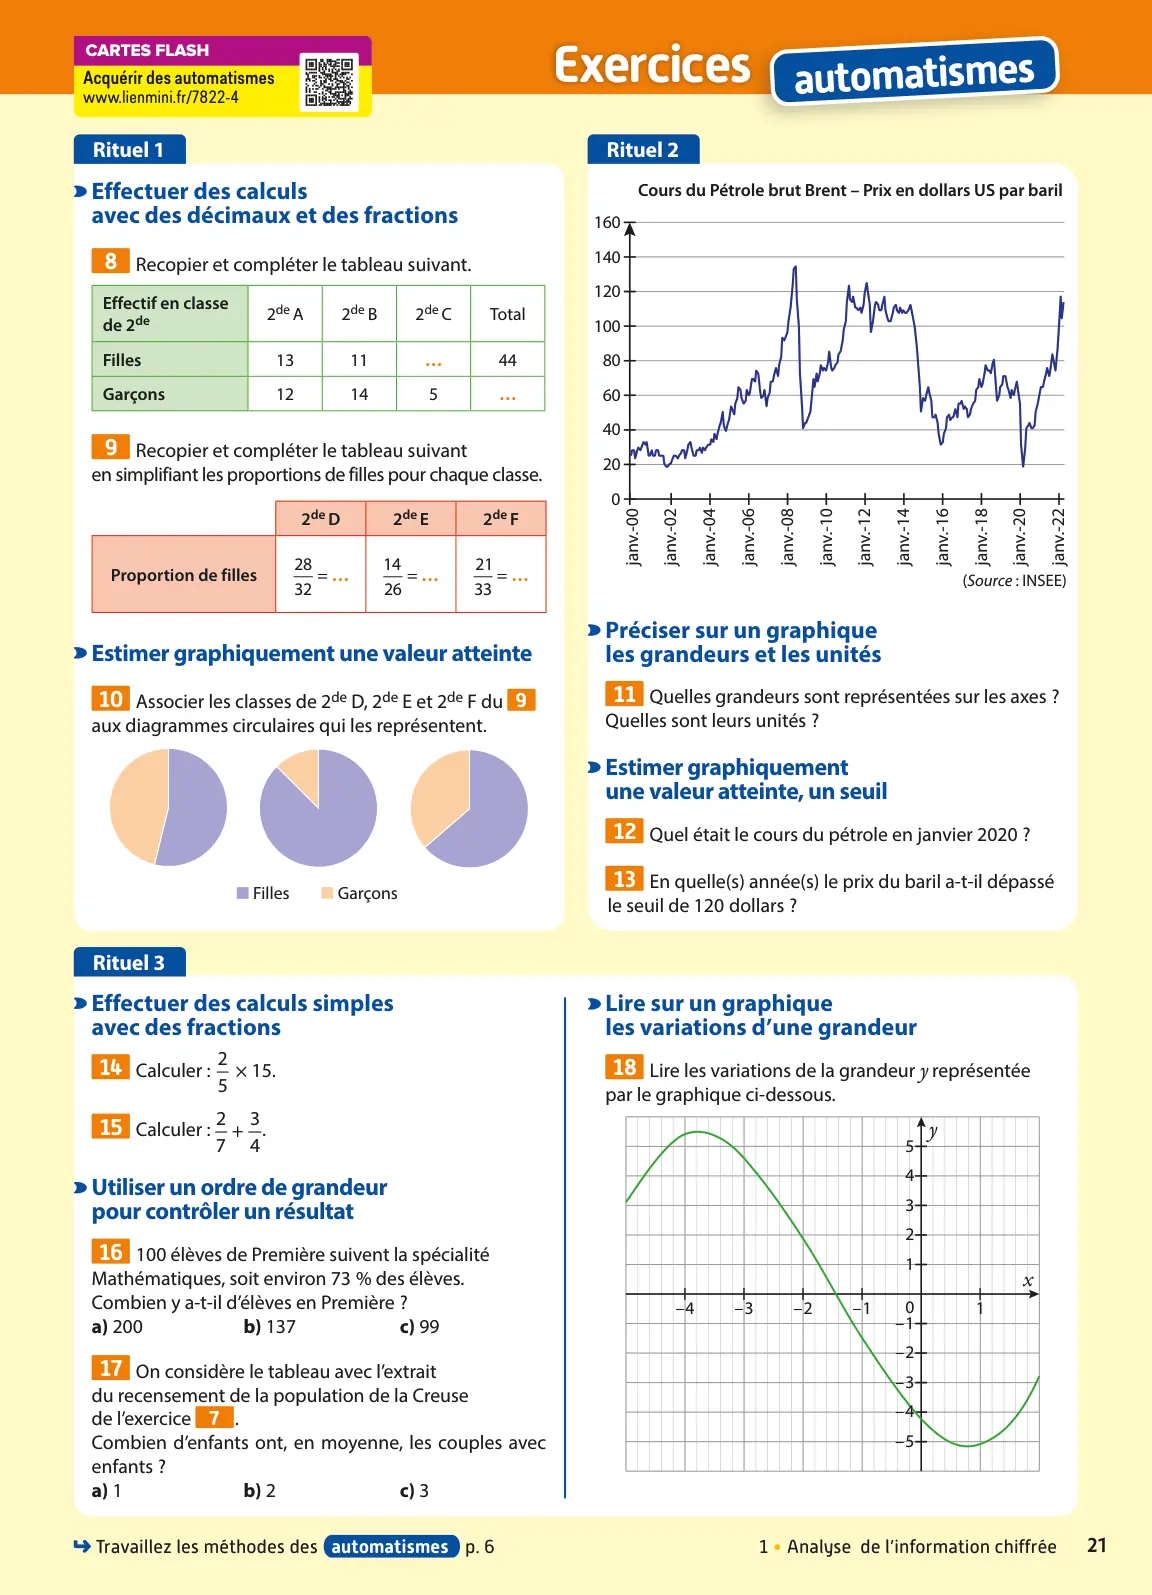 CARTES FLASH
Acquérir des automatismes
www.lienmini.fr/7822-4
Exercices automatismes
Rituel 1
Effectuer des calculs
avec des décimaux et des fractions
8 Recopier et compléter le tableau suivant.
Effectif en classe de 2de | 2de A | 2de B | 2de C | Total
Filles | 13 | 11 | ... | 44
Garçons | 12 | 14 | 5 | ...
9 Recopier et compléter le tableau suivant
en simplifiant les proportions de filles pour chaque classe.
2de D | 2de E | 2de F
Proportion de filles | 28/32 = ... | 14/26 = ... | 21/33 = ...
Estimer graphiquement une valeur atteinte
10 Associer les classes de 2de D, 2de E et 2de F du 9
aux diagrammes circulaires qui les représentent.
Filles Garçons
Rituel 2
Cours du Pétrole brut Brent – Prix en dollars US par baril
160
140
120
100
80
60
40
20
0
janv.-00 janv.-02 janv.-04 janv.-06 janv.-08 janv.-10 janv.-12 janv.-14 janv.-16 janv.-18 janv.-20 janv.-22
(Source : INSEE)
Préciser sur un graphique
les grandeurs et les unités
11 Quelles grandeurs sont représentées sur les axes ?
Quelles sont leurs unités ?
Estimer graphiquement
une valeur atteinte, un seuil
12 Quel était le cours du pétrole en janvier 2020 ?
13 En quelle(s) année(s) le prix du baril a-t-il dépassé
le seuil de 120 dollars ?
Rituel 3
Effectuer des calculs simples
avec des fractions
14 Calculer : 2/5 × 15.
15 Calculer : 2/7 + 3/4.
Utiliser un ordre de grandeur
pour contrôler un résultat
16 100 élèves de Première suivent la spécialité
Mathématiques, soit environ 73 % des élèves.
Combien y a-t-il d'élèves en Première ?
a) 200 b) 137 c) 99
17 On considère le tableau avec l'extrait
du recensement de la population de la Creuse
de l'exercice 7.
Combien d'enfants ont, en moyenne, les couples avec
enfants ?
a) 1 b) 2 c) 3
Lire sur un graphique
les variations d'une grandeur
18 Lire les variations de la grandeur y représentée
par le graphique ci-dessous.
y
5
4
3
2
1
x
–4 –3 –2 –1 0 1
–1
–2
–3
–4
–5
Travaillez les méthodes des automatismes p. 6
1 • Analyse de l'information chiffrée 21